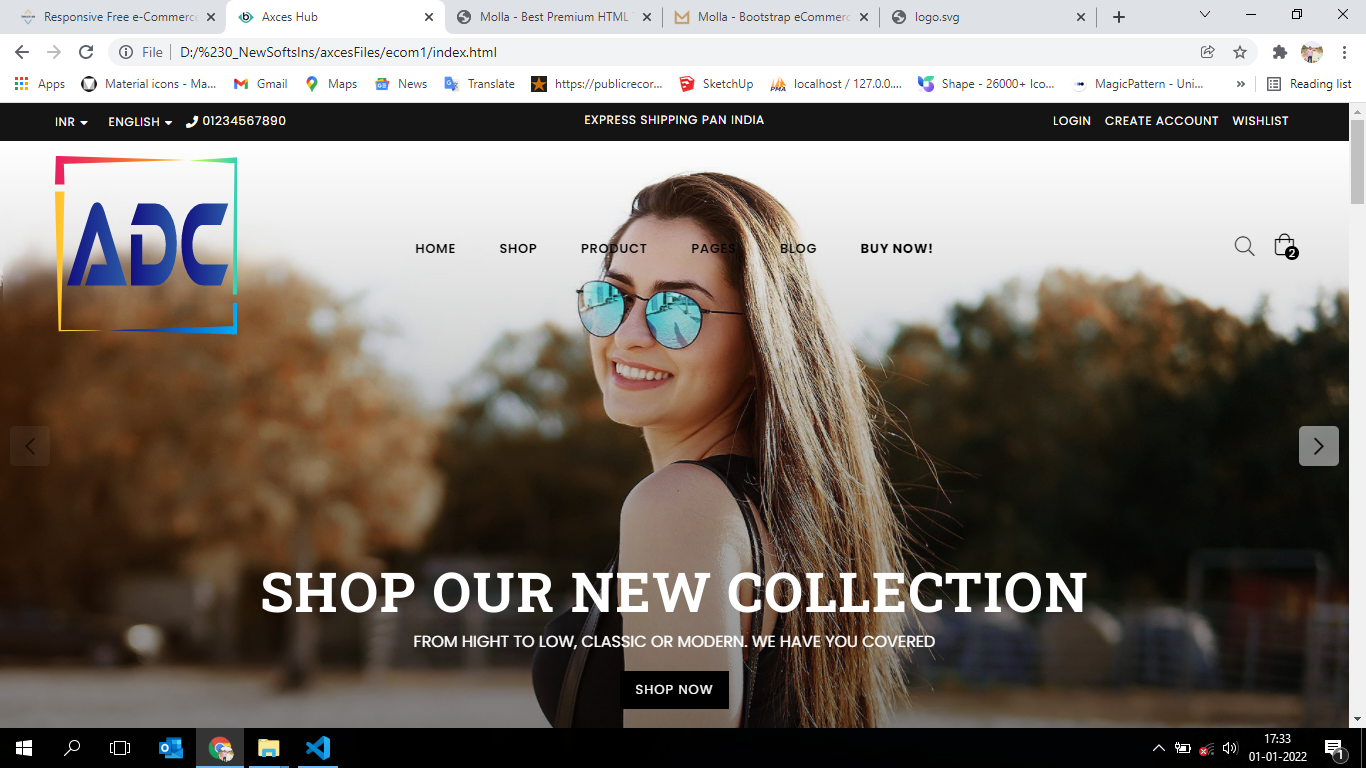 Responsive Free e-Commerce
Axces Hub
Molla - Best Premium HTML
Molla - Bootstrap eCommerc
logo.svg
File
D:/%230_NewSoftsIns/axcesFiles/ecom1/index.html
Apps
Material icons - Ma...
Gmail
Maps
News
Translate
https://publicrecor...
SketchUp
localhost / 127.0.0....
Shape - 26000+ Ico...
MagicPattern - Uni...
»
Reading list
INR
ENGLISH
01234567890
EXPRESS SHIPPING PAN INDIA
LOGIN
CREATE ACCOUNT
WISHLIST
ADC
HOME
SHOP
PRODUCT
PAGES
BLOG
BUY NOW!
2
SHOP OUR NEW COLLECTION
FROM HIGHT TO LOW, CLASSIC OR MODERN. WE HAVE YOU COVERED
SHOP NOW
17:33
01-01-2022
1